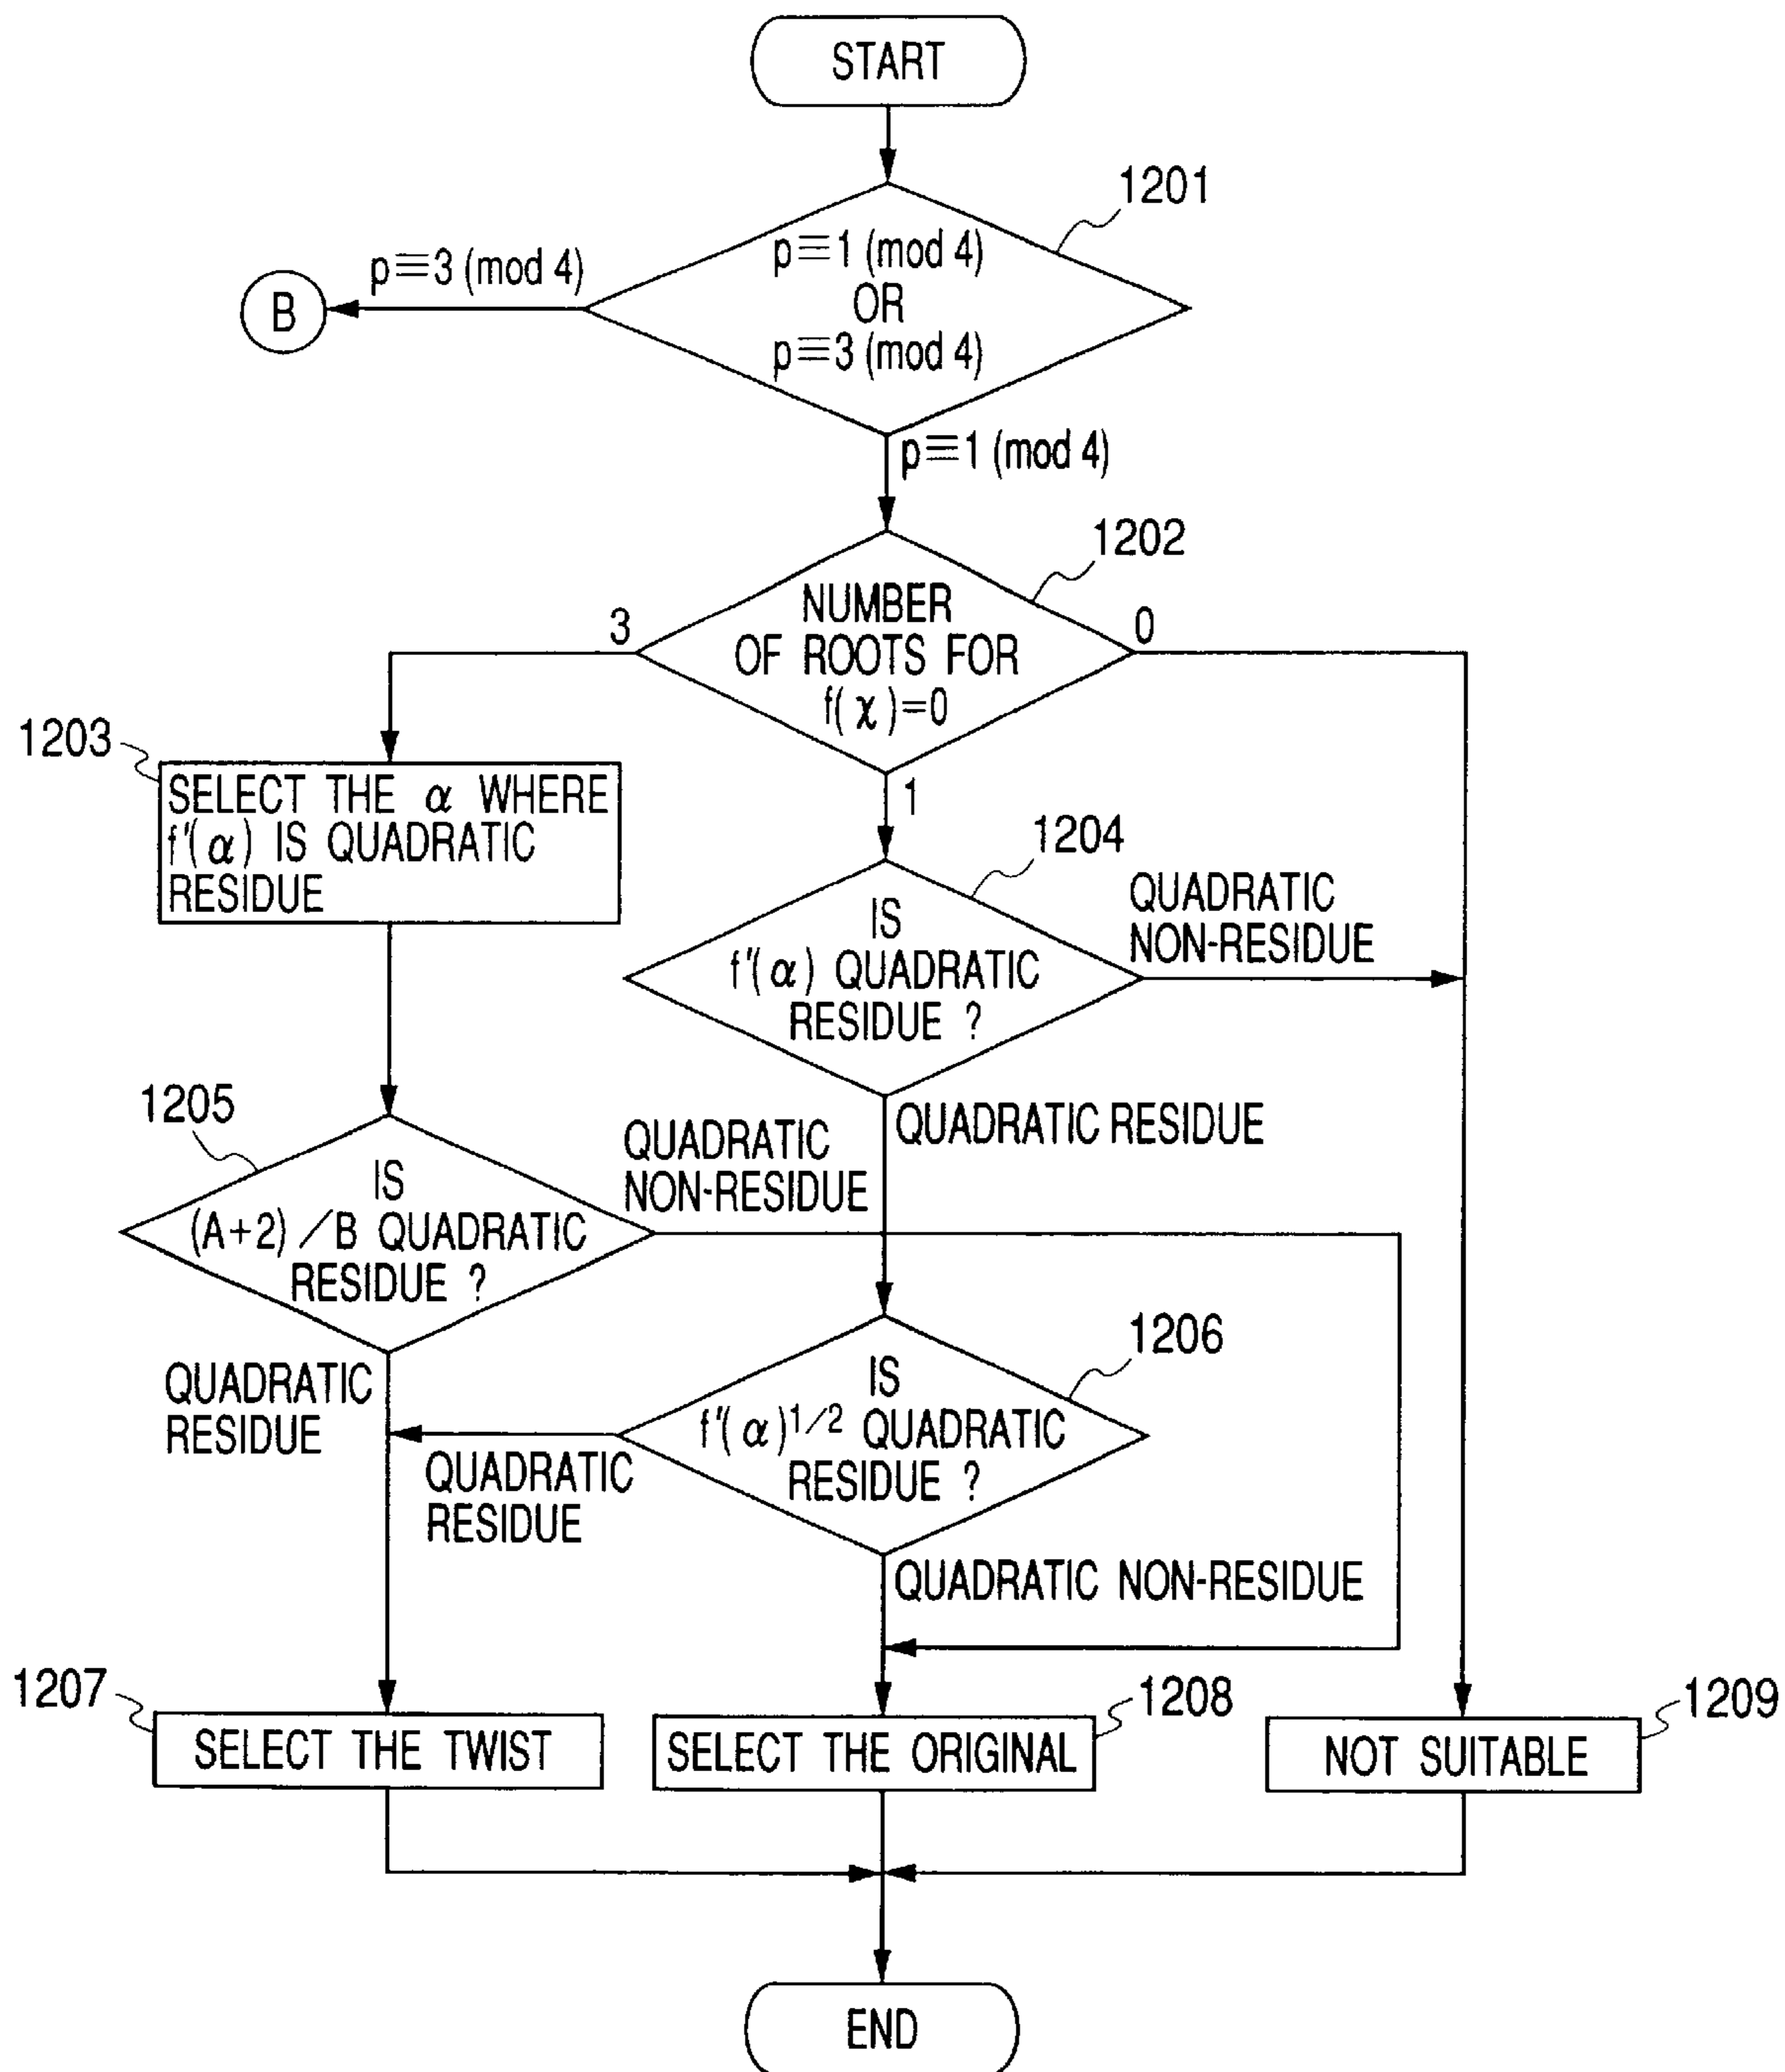 START
1201
p≡1 (mod 4)
OR
p≡3 (mod 4)
p≡3 (mod 4)
B
p≡1 (mod 4)
1202
NUMBER
OF ROOTS FOR
f(χ)=0
3
0
1
1203
SELECT THE α WHERE
f'(α) IS QUADRATIC
RESIDUE
1204
IS
f'(α) QUADRATIC
RESIDUE ?
QUADRATIC
NON-RESIDUE
QUADRATIC RESIDUE
1205
IS
(A+2)／B QUADRATIC
RESIDUE ?
QUADRATIC
NON-RESIDUE
QUADRATIC
RESIDUE
1206
IS
f'(α)^1/2 QUADRATIC
RESIDUE ?
QUADRATIC
RESIDUE
QUADRATIC NON-RESIDUE
1207
SELECT THE TWIST
1208
SELECT THE ORIGINAL
1209
NOT SUITABLE
END